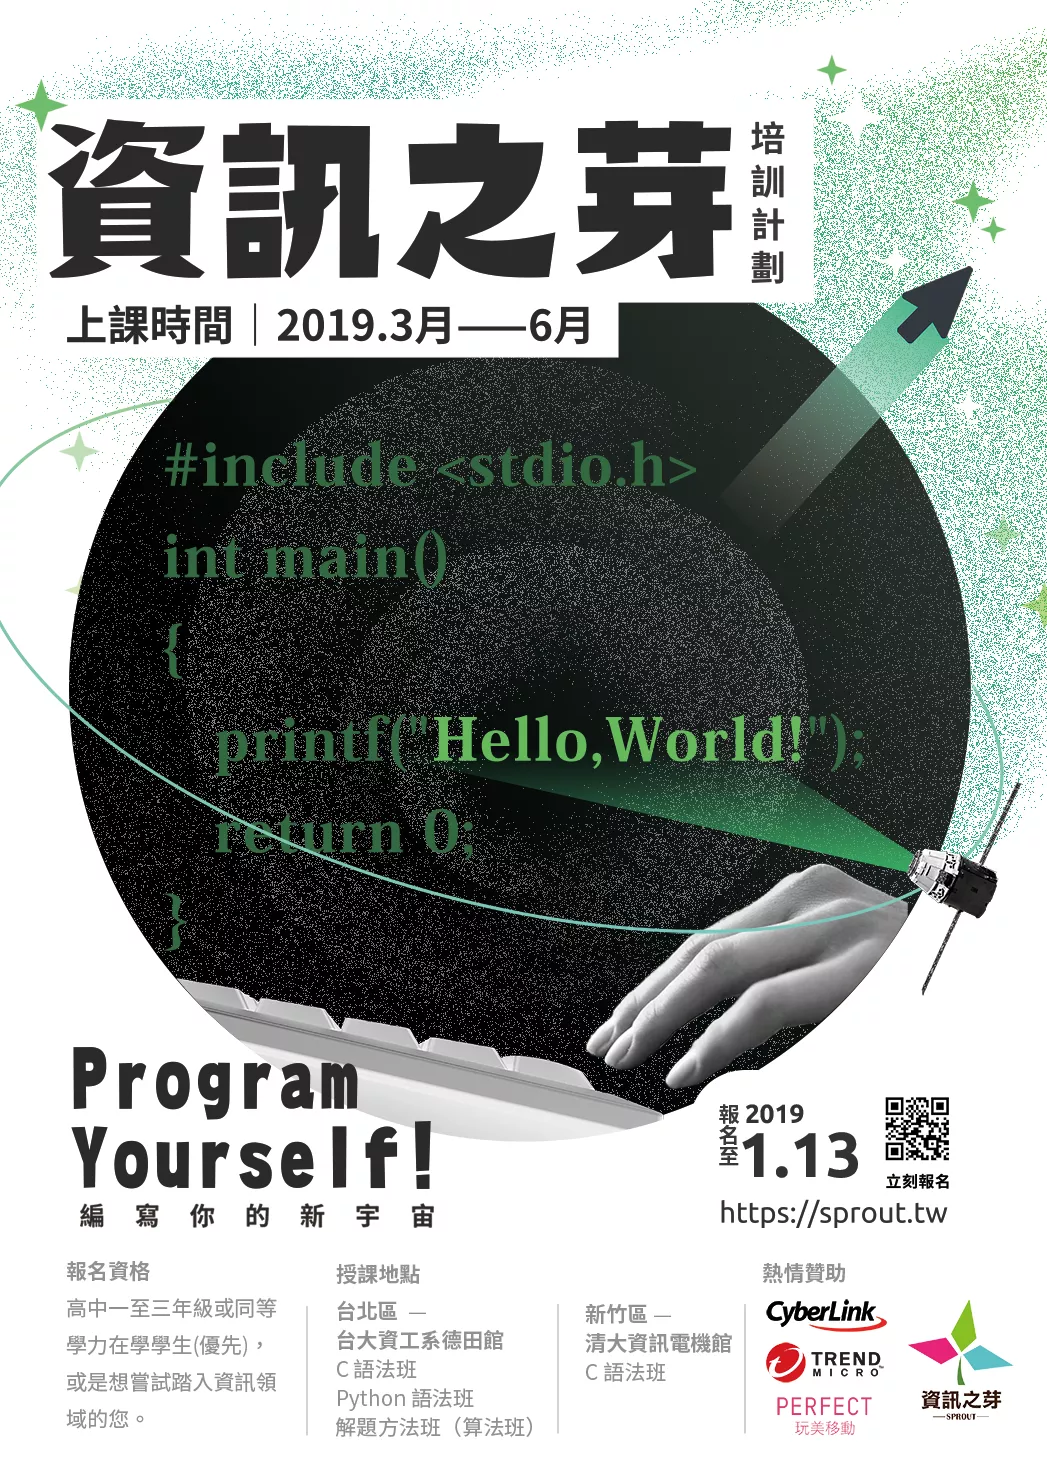 資訊之芽
培訓計劃
上課時間｜2019.3月——6月
#include <stdio.h>
int main()
{
printf("Hello,World!");
return 0;
}
Program
Yourself!
編寫你的新宇宙
報名至
2019
1.13
立刻報名
https://sprout.tw
報名資格
高中一至三年級或同等
學力在學學生(優先)，
或是想嘗試踏入資訊領
域的您。
授課地點
台北區 —
台大資工系德田館
C 語法班
Python 語法班
解題方法班（算法班）
新竹區 —
清大資訊電機館
C 語法班
熱情贊助
CyberLink
TREND
MICRO
PERFECT
玩美移動
資訊之芽
—SPROUT—